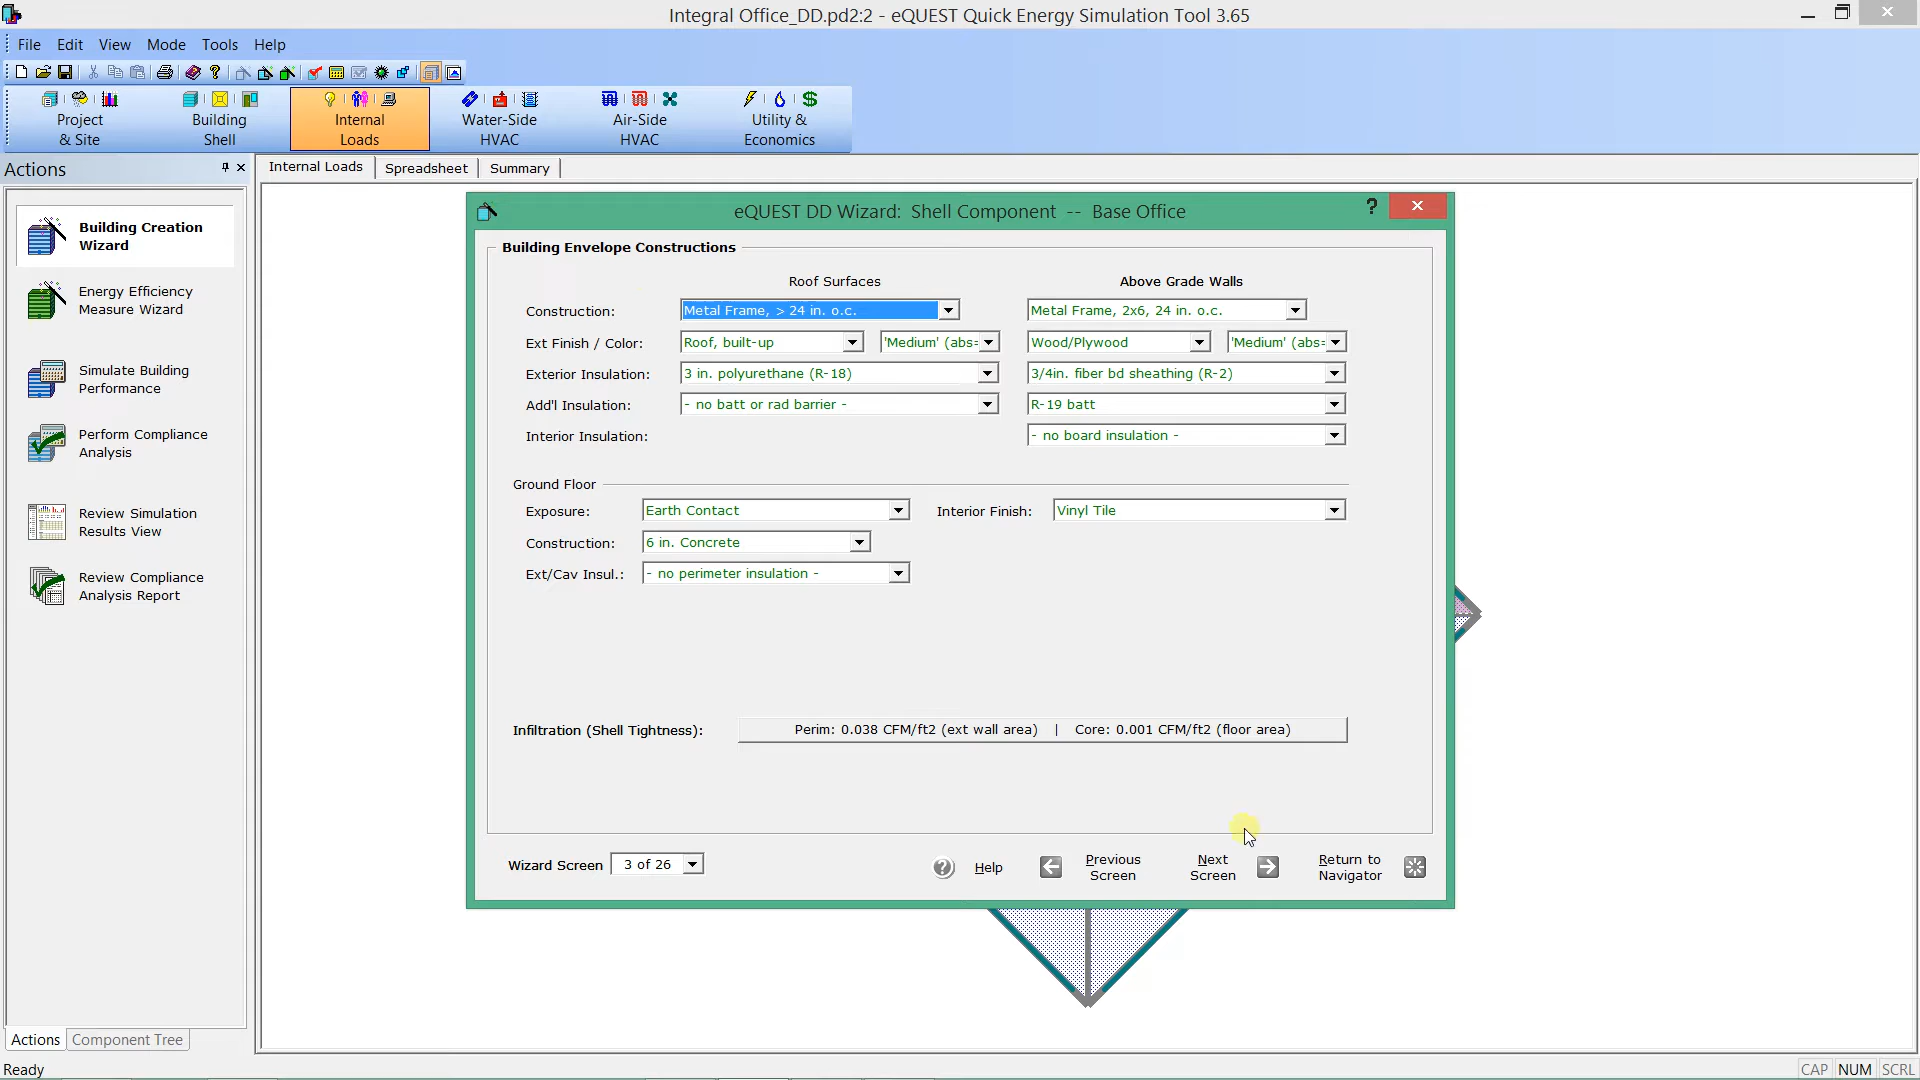 Integral Office_DD.pd2:2 - eQUEST Quick Energy Simulation Tool 3.65
File Edit View Mode Tools Help
Project & Site
Building Shell
Internal Loads
Water-Side HVAC
Air-Side HVAC
Utility & Economics
Actions
Internal Loads Spreadsheet Summary
Building Creation
Wizard
Energy Efficiency
Measure Wizard
Simulate Building
Performance
Perform Compliance
Analysis
Review Simulation
Results View
Review Compliance
Analysis Report
eQUEST DD Wizard: Shell Component -- Base Office
Building Envelope Constructions
Roof Surfaces Above Grade Walls
Construction: Metal Frame, > 24 in. o.c. Metal Frame, 2x6, 24 in. o.c.
Ext Finish / Color: Roof, built-up 'Medium' (abs= Wood/Plywood 'Medium' (abs=
Exterior Insulation: 3 in. polyurethane (R-18) 3/4in. fiber bd sheathing (R-2)
Add'l Insulation: - no batt or rad barrier - R-19 batt
Interior Insulation: - no board insulation -
Ground Floor
Exposure: Earth Contact Interior Finish: Vinyl Tile
Construction: 6 in. Concrete
Ext/Cav Insul.: - no perimeter insulation -
Infiltration (Shell Tightness): Perim: 0.038 CFM/ft2 (ext wall area) | Core: 0.001 CFM/ft2 (floor area)
Wizard Screen 3 of 26
Help
Previous Screen
Next Screen
Return to Navigator
Actions Component Tree
Ready CAP NUM SCRL